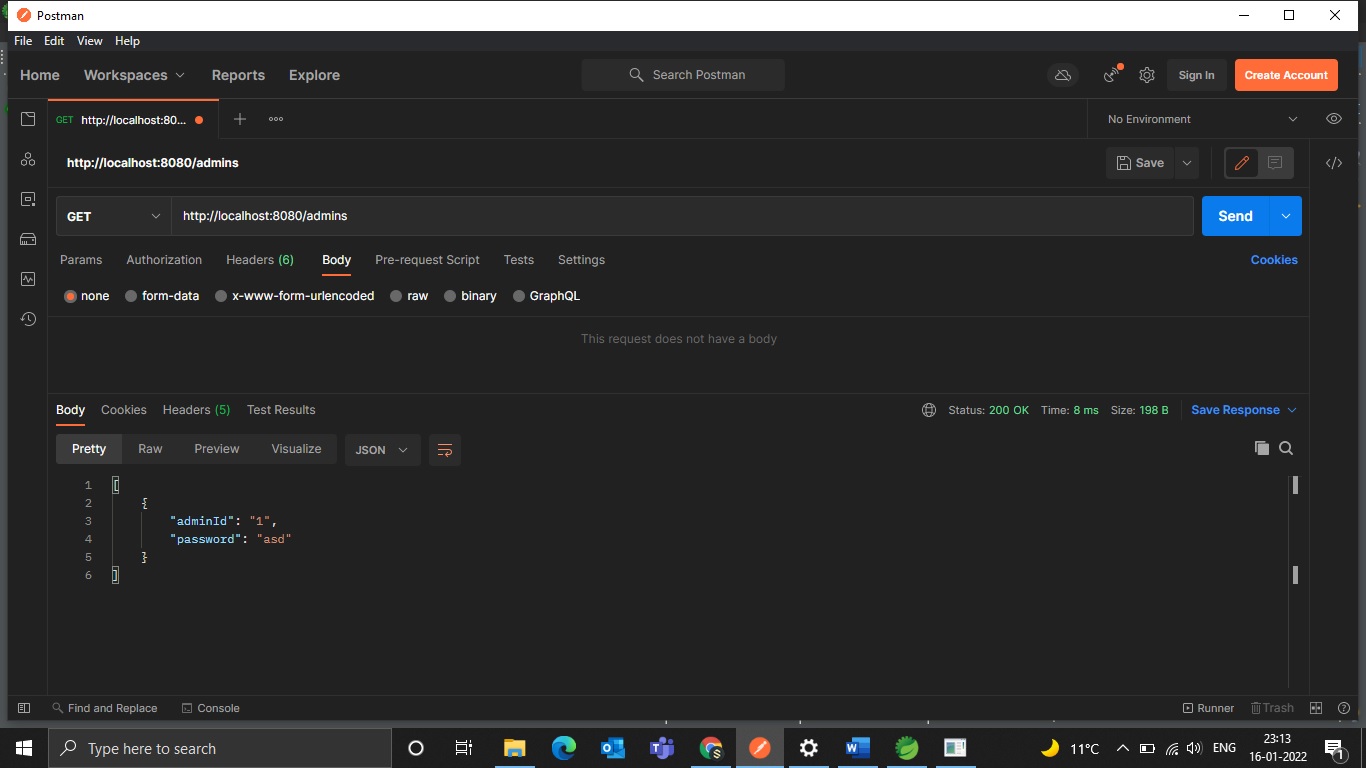 Postman
File Edit View Help
Home Workspaces Reports Explore Search Postman Sign In Create Account
GET http://localhost:80... No Environment
http://localhost:8080/admins Save
GET http://localhost:8080/admins Send
Params Authorization Headers (6) Body Pre-request Script Tests Settings Cookies
none form-data x-www-form-urlencoded raw binary GraphQL
This request does not have a body
Body Cookies Headers (5) Test Results Status: 200 OK Time: 8 ms Size: 198 B Save Response
Pretty Raw Preview Visualize JSON
1 [
2 {
3 "adminId": "1",
4 "password": "asd"
5 }
6 ]
Find and Replace Console Runner Trash
Type here to search 11°C ENG 23:13
16-01-2022 1